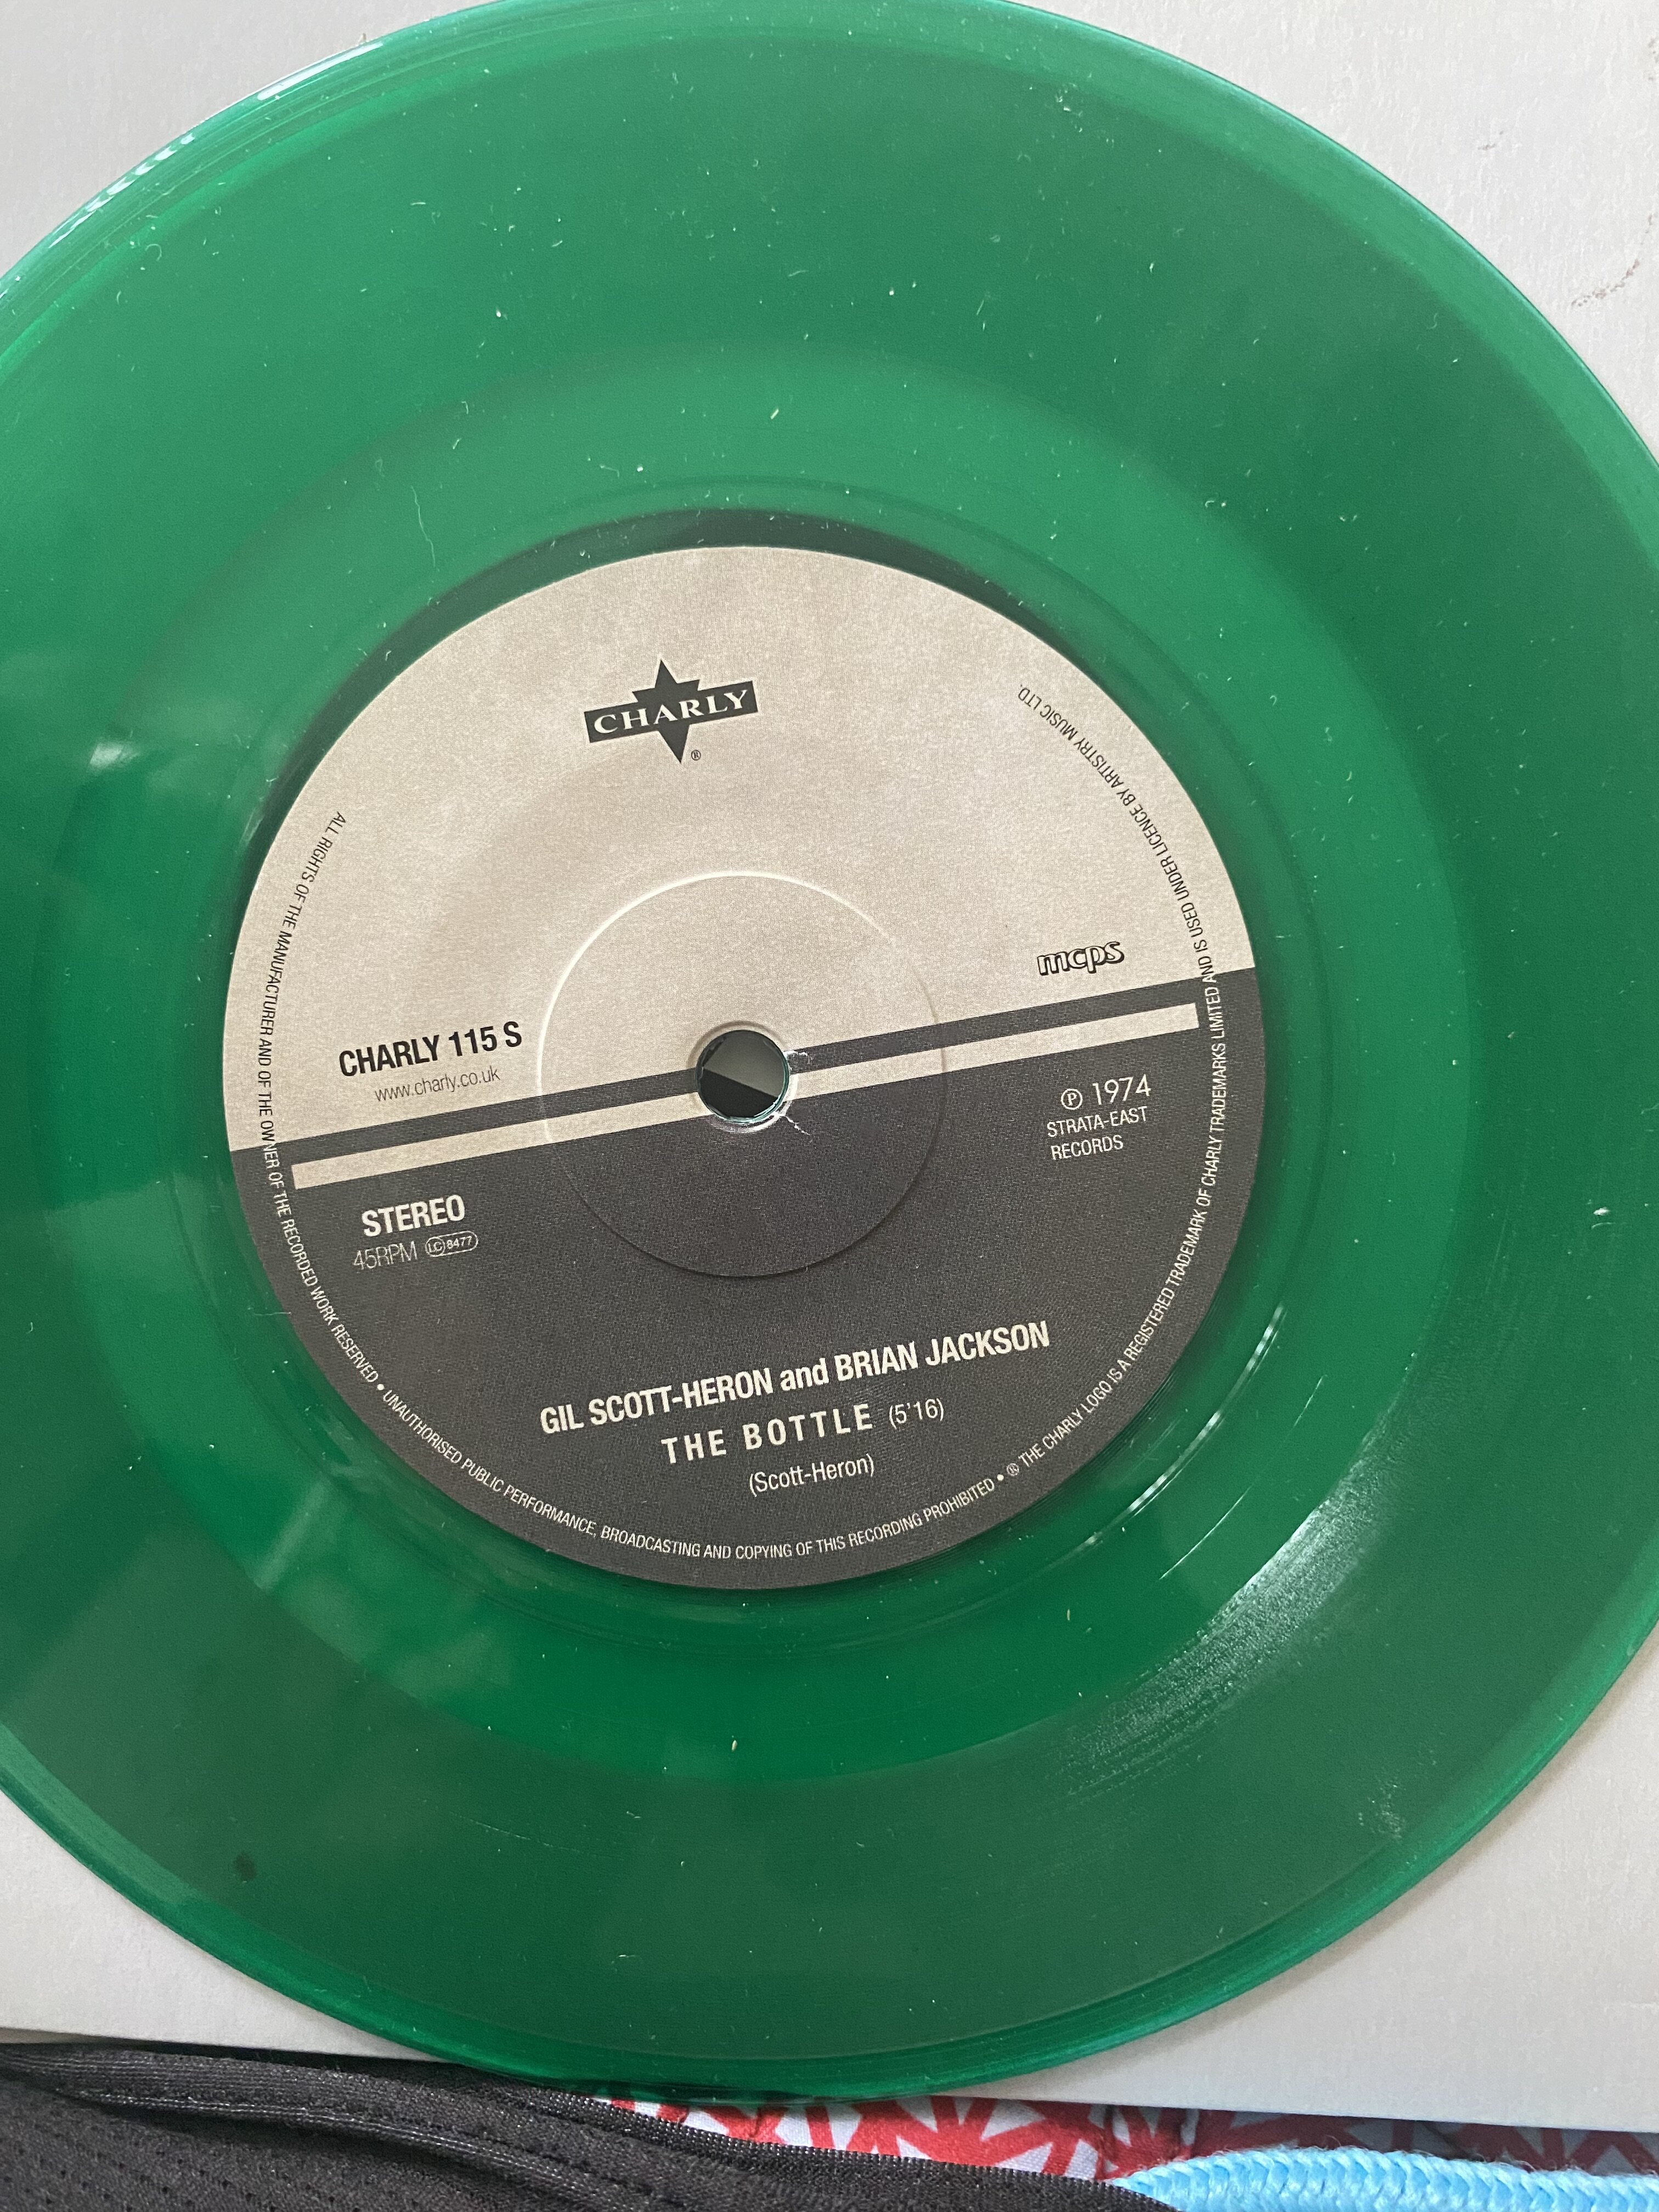 CHARLY
®
mcps
CHARLY 115 S
www.charly.co.uk
℗ 1974
STRATA-EAST
RECORDS
STEREO
45RPM LC 8477
GIL SCOTT-HERON and BRIAN JACKSON
THE BOTTLE (5'16)
(Scott-Heron)
ALL RIGHTS OF THE MANUFACTURER AND OF THE OWNER OF THE RECORDED WORK RESERVED • UNAUTHORISED PUBLIC PERFORMANCE, BROADCASTING AND COPYING OF THIS RECORDING PROHIBITED • ® THE CHARLY LOGO IS A REGISTERED TRADEMARK OF CHARLY TRADEMARKS LIMITED AND IS USED UNDER LICENCE BY ARTISTRY MUSIC LTD.